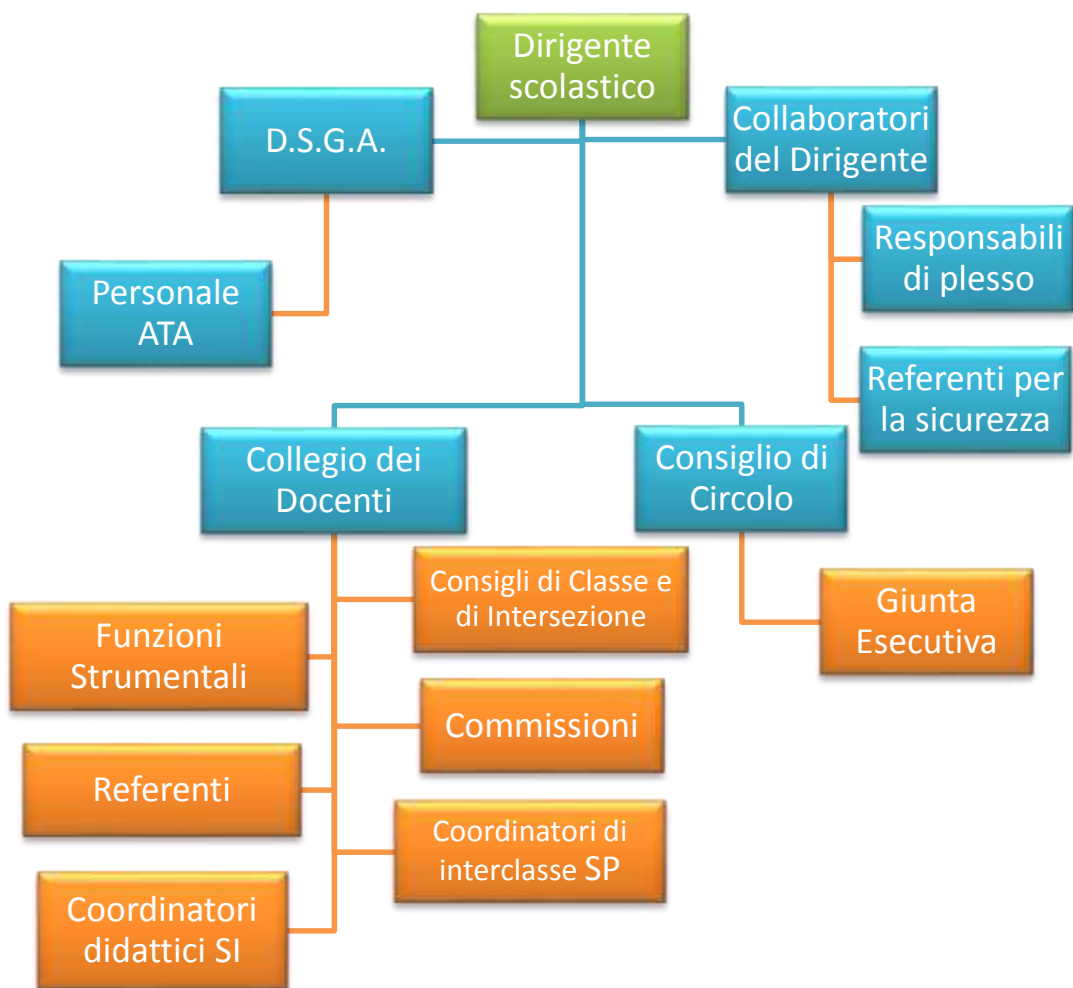 Dirigente
scolastico
D.S.G.A.
Collaboratori
del Dirigente
Responsabili
di plesso
Personale
ATA
Referenti per
la sicurezza
Collegio dei
Docenti
Consiglio di
Circolo
Consigli di Classe e
di Intersezione
Giunta
Esecutiva
Funzioni
Strumentali
Commissioni
Referenti
Coordinatori di
interclasse SP
Coordinatori
didattici SI